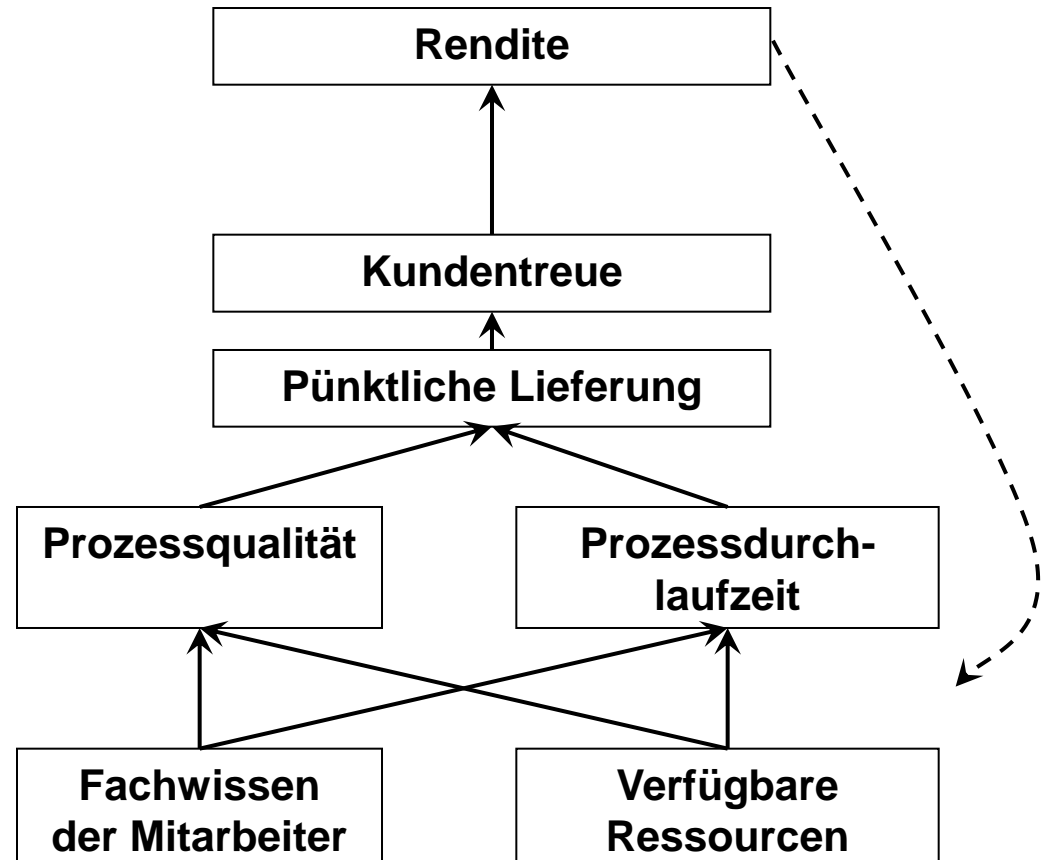 Rendite
Kundentreue
Pünktliche Lieferung
Prozessqualität
Prozessdurch-
laufzeit
Fachwissen
der Mitarbeiter
Verfügbare
Ressourcen